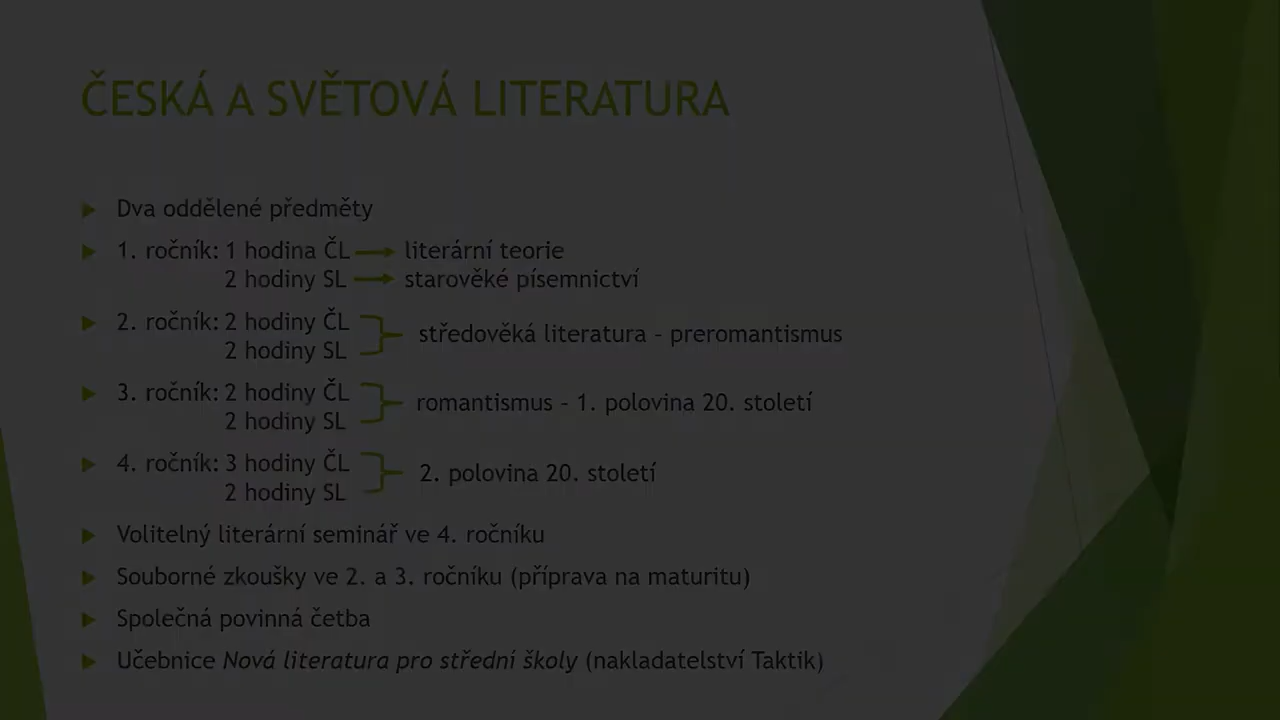 ČESKÁ A SVĚTOVÁ LITERATURA
Dva oddělené předměty
1. ročník: 1 hodina ČL literární teorie
2 hodiny SL starověké písemnictví
2. ročník: 2 hodiny ČL
2 hodiny SL
středověká literatura – preromantismus
3. ročník: 2 hodiny ČL
2 hodiny SL
romantismus – 1. polovina 20. století
4. ročník: 3 hodiny ČL
2 hodiny SL
2. polovina 20. století
Volitelný literární seminář ve 4. ročníku
Souborné zkoušky ve 2. a 3. ročníku (příprava na maturitu)
Společná povinná četba
Učebnice Nová literatura pro střední školy (nakladatelství Taktik)